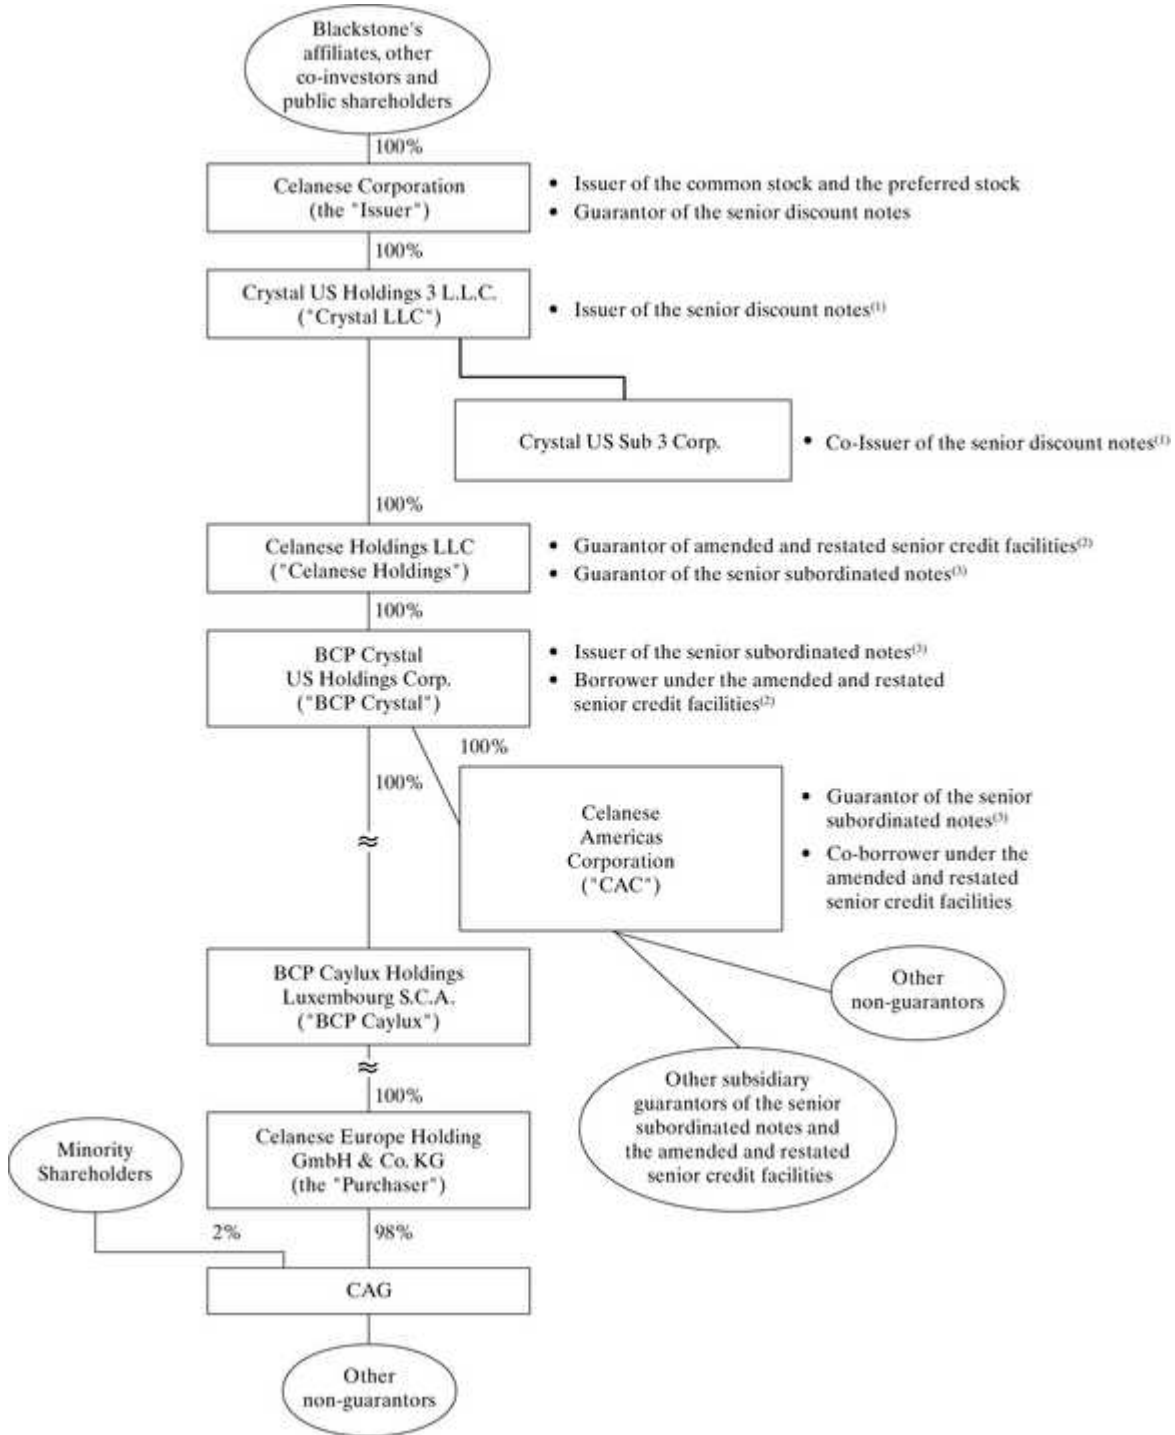 Blackstone's
affiliates, other
co-investors and
public shareholders
100%
Celanese Corporation
(the "Issuer")
• Issuer of the common stock and the preferred stock
• Guarantor of the senior discount notes
100%
Crystal US Holdings 3 L.L.C.
("Crystal LLC")
• Issuer of the senior discount notes(1)
Crystal US Sub 3 Corp.
• Co-Issuer of the senior discount notes(1)
100%
Celanese Holdings LLC
("Celanese Holdings")
• Guarantor of amended and restated senior credit facilities(2)
• Guarantor of the senior subordinated notes(3)
100%
BCP Crystal
US Holdings Corp.
("BCP Crystal")
• Issuer of the senior subordinated notes(3)
• Borrower under the amended and restated
senior credit facilities(2)
100%
100%
Celanese
Americas
Corporation
("CAC")
• Guarantor of the senior
subordinated notes(3)
• Co-borrower under the
amended and restated
senior credit facilities
BCP Caylux Holdings
Luxembourg S.C.A.
("BCP Caylux")
Other
non-guarantors
Other subsidiary
guarantors of the senior
subordinated notes and
the amended and restated
senior credit facilities
100%
Celanese Europe Holding
GmbH & Co. KG
(the "Purchaser")
Minority
Shareholders
2%
98%
CAG
Other
non-guarantors